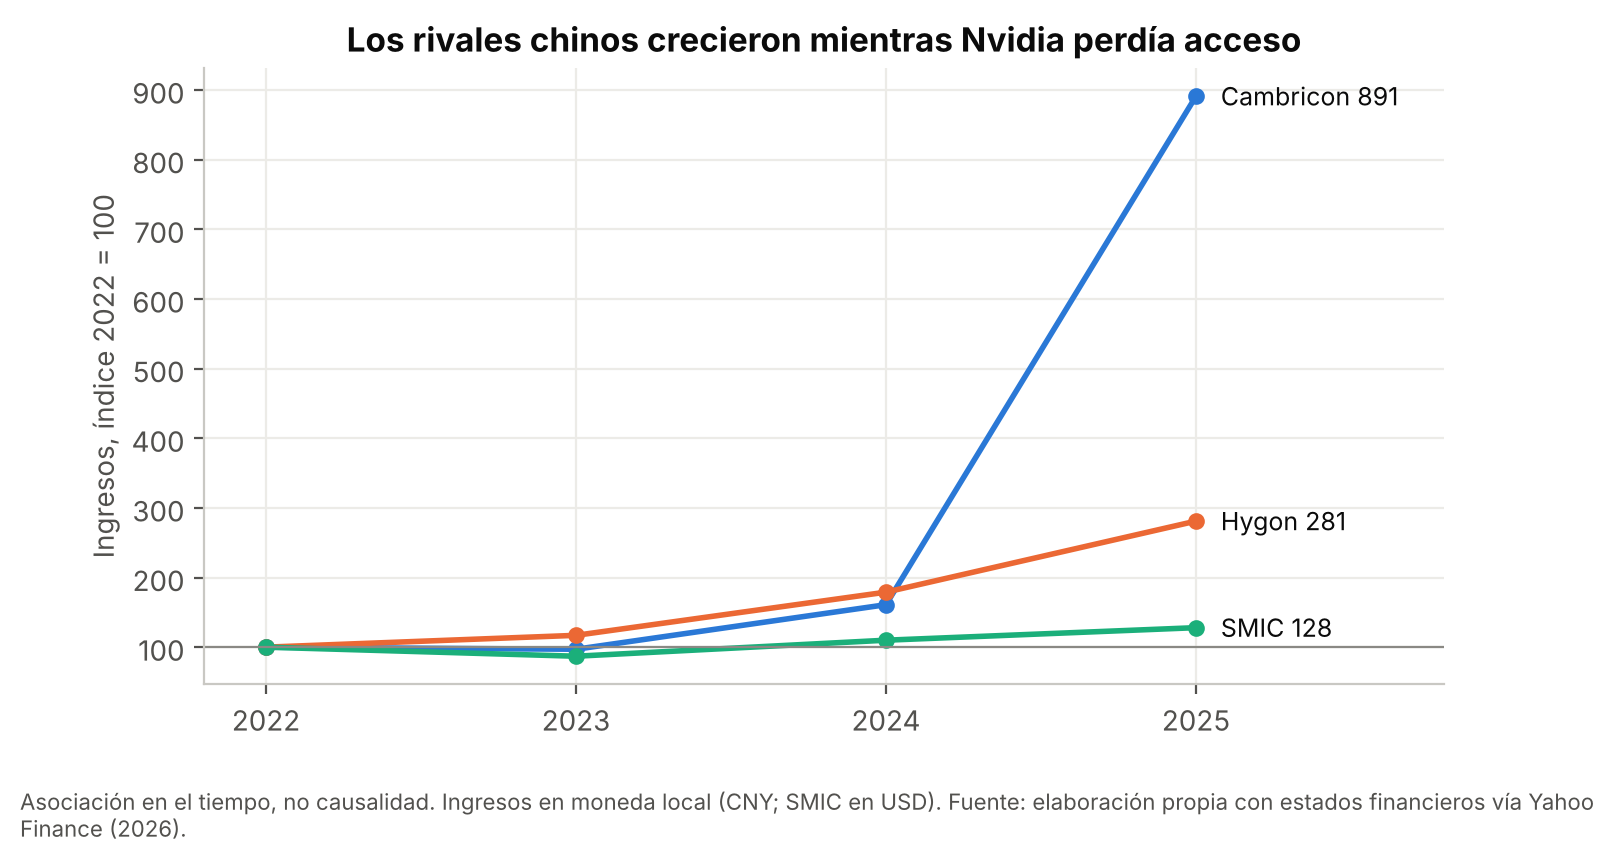 Los rivales chinos crecieron mientras Nvidia perdía acceso
Ingresos, índice 2022 = 100
900
800
700
600
500
400
300
200
100
Cambricon 891
Hygon 281
SMIC 128
2022
2023
2024
2025
Asociación en el tiempo, no causalidad. Ingresos en moneda local (CNY; SMIC en USD). Fuente: elaboración propia con estados financieros vía Yahoo
Finance (2026).